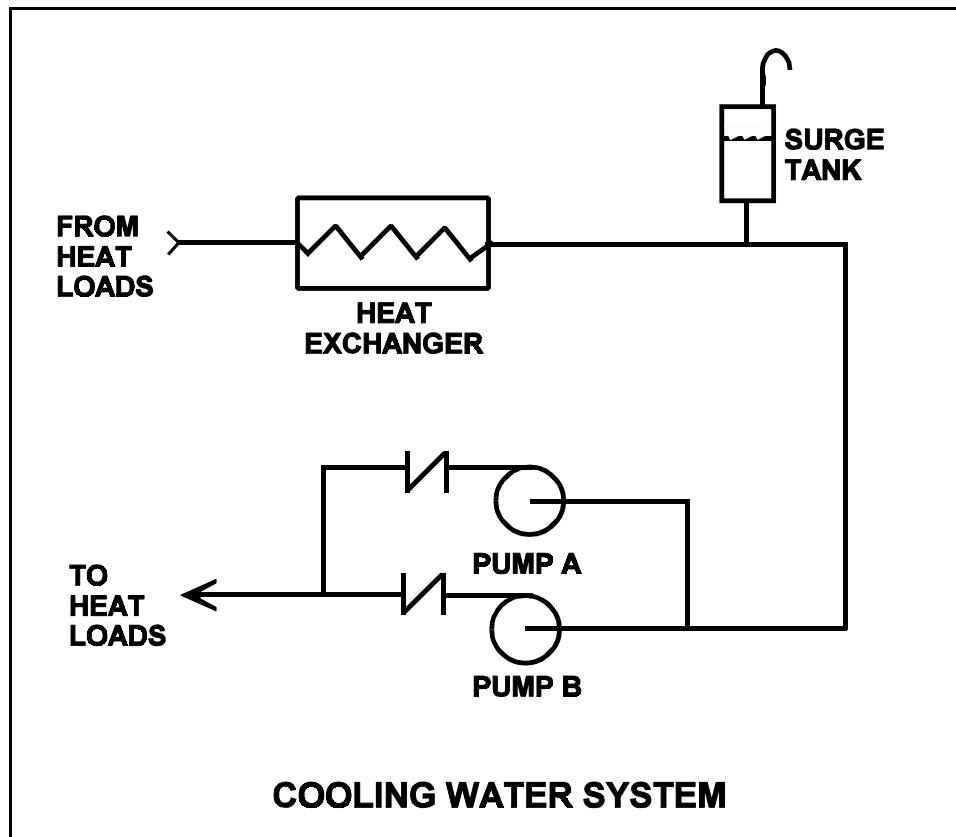 SURGE
TANK
FROM
HEAT
LOADS
HEAT
EXCHANGER
PUMP A
TO
HEAT
LOADS
PUMP B
COOLING WATER SYSTEM